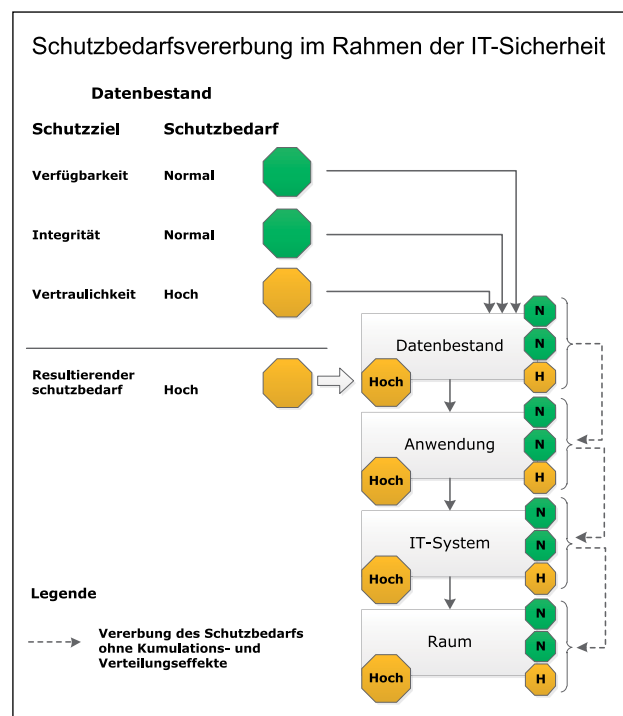 Schutzbedarfsvererbung im Rahmen der IT-Sicherheit
Datenbestand
Schutzziel Schutzbedarf
Verfügbarkeit Normal
Integrität Normal
Vertraulichkeit Hoch
Resultierender
schutzbedarf Hoch
N
Datenbestand N
Hoch H
N
Anwendung N
Hoch H
N
IT-System N
Hoch H
N
Raum N
Hoch H
Legende
Vererbung des Schutzbedarfs
ohne Kumulations- und
Verteilungseffekte